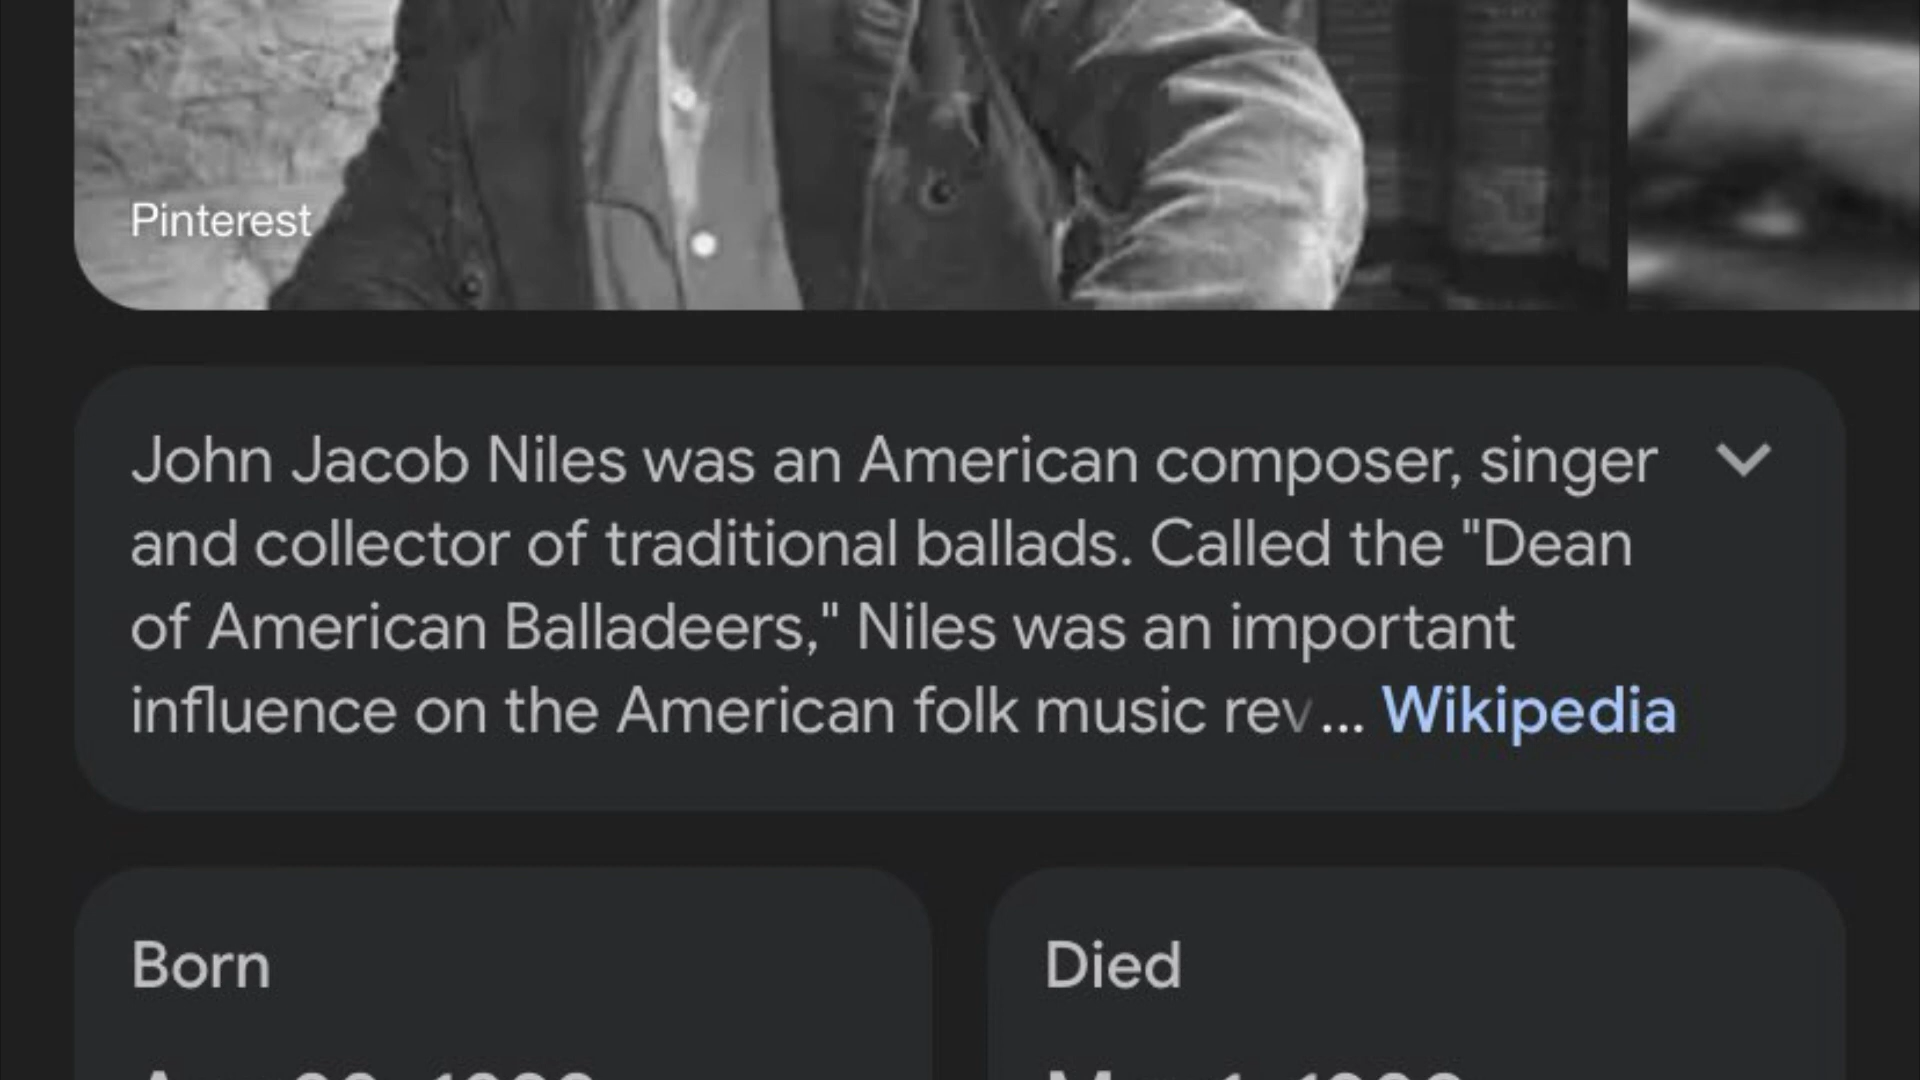 Pinterest
John Jacob Niles was an American composer, singer
and collector of traditional ballads. Called the "Dean
of American Balladeers," Niles was an important
influence on the American folk music rev... Wikipedia
Born
Died